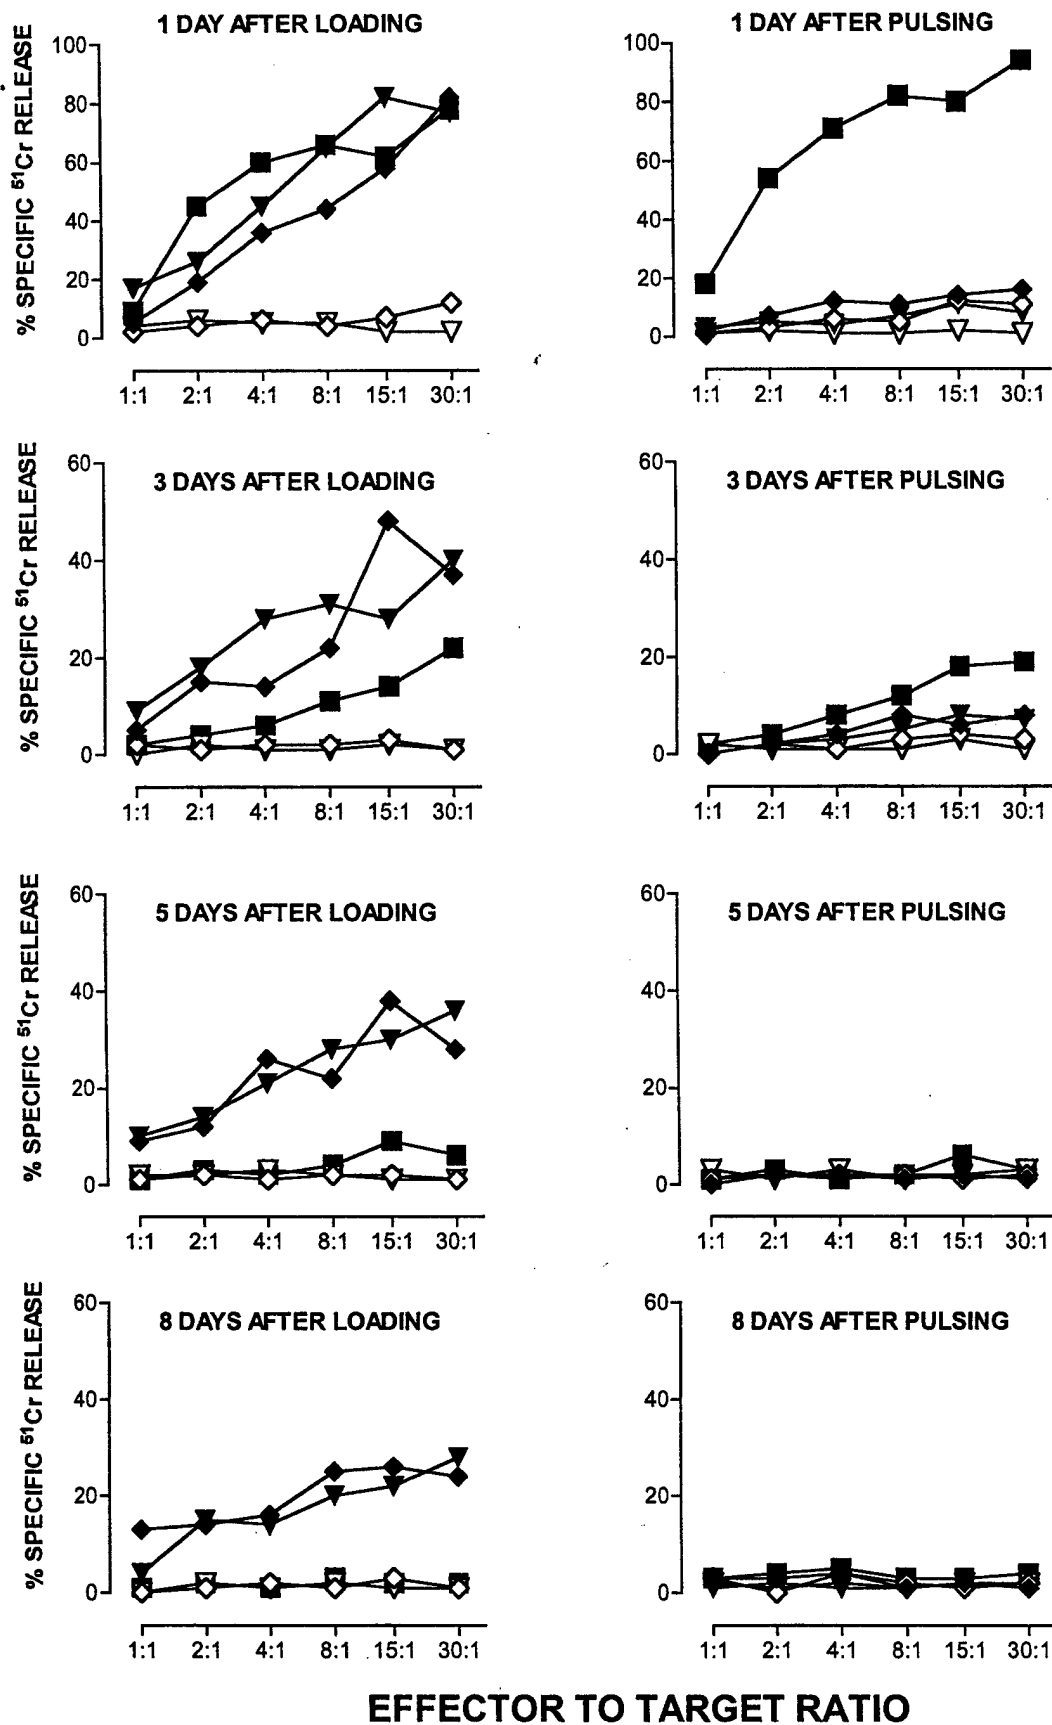 1 DAY AFTER LOADING
1 DAY AFTER PULSING
% SPECIFIC ⁵¹Cr RELEASE
100
80
60
40
20
0
1:1 2:1 4:1 8:1 15:1 30:1
100
80
60
40
20
0
1:1 2:1 4:1 8:1 15:1 30:1
3 DAYS AFTER LOADING
3 DAYS AFTER PULSING
% SPECIFIC ⁵¹Cr RELEASE
60
40
20
0
1:1 2:1 4:1 8:1 15:1 30:1
60
40
20
0
1:1 2:1 4:1 8:1 15:1 30:1
5 DAYS AFTER LOADING
5 DAYS AFTER PULSING
% SPECIFIC ⁵¹Cr RELEASE
60
40
20
0
1:1 2:1 4:1 8:1 15:1 30:1
60
40
20
0
1:1 2:1 4:1 8:1 15:1 30:1
8 DAYS AFTER LOADING
8 DAYS AFTER PULSING
% SPECIFIC ⁵¹Cr RELEASE
60
40
20
0
1:1 2:1 4:1 8:1 15:1 30:1
60
40
20
0
1:1 2:1 4:1 8:1 15:1 30:1
EFFECTOR TO TARGET RATIO